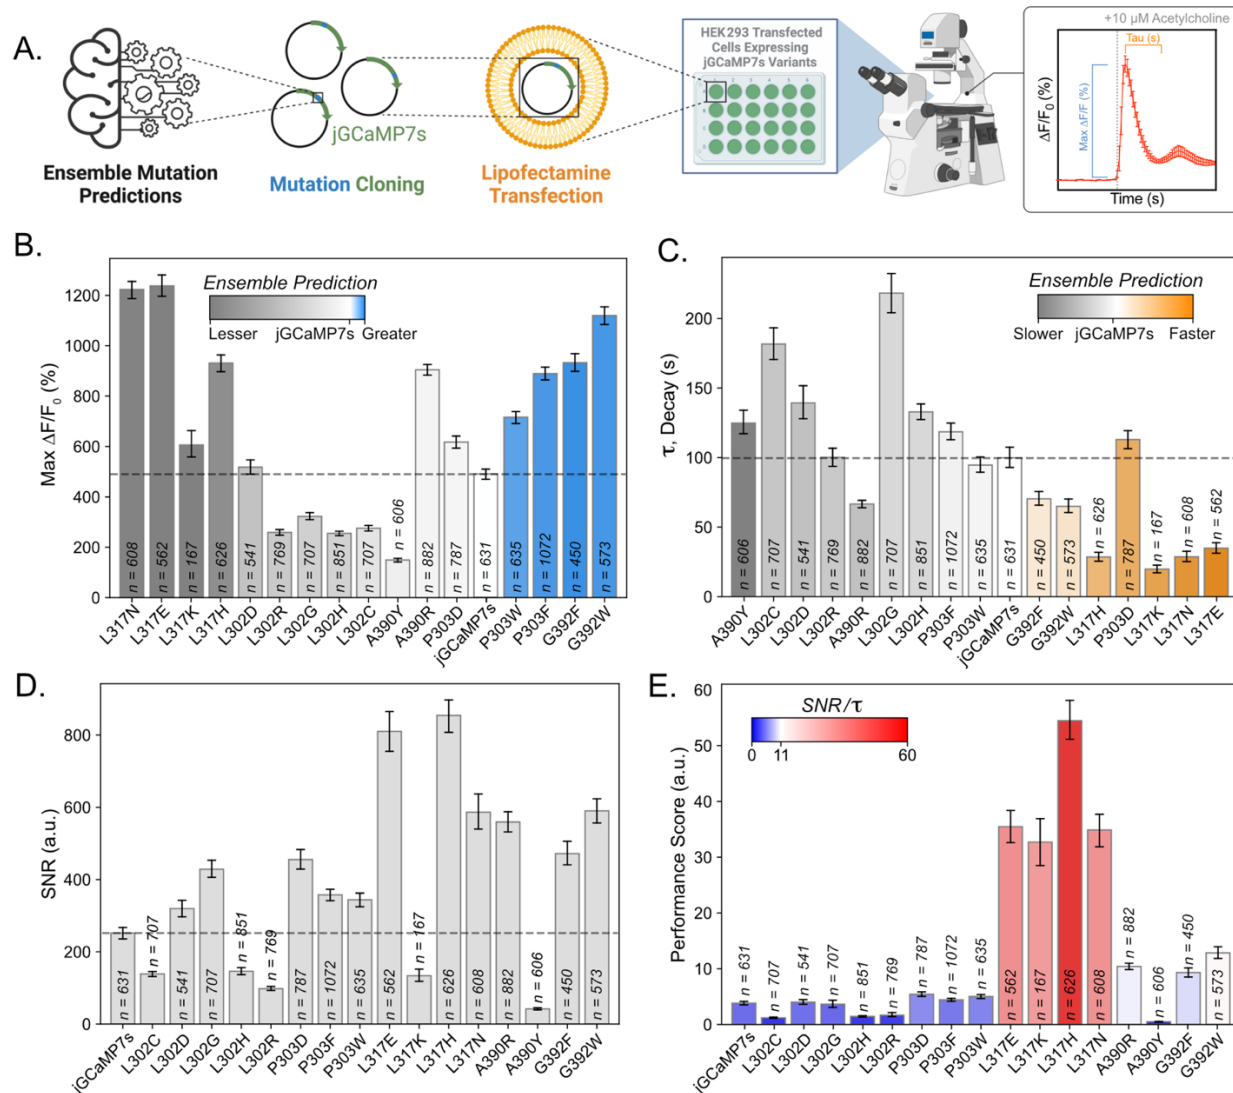 A.
Ensemble Mutation
Predictions
jGCaMP7s
Mutation Cloning
Lipofectamine
Transfection
HEK293 Transfected
Cells Expressing
jGCaMP7s Variants
1 2 3 4 5 6
+10 µM Acetylcholine
Tau (s)
Max ΔF/F (%)
ΔF/F₀ (%)
Time (s)
B.
Ensemble Prediction
Lesser jGCaMP7s Greater
Max ΔF/F₀ (%)
1200
1000
800
600
400
200
0
n = 608
n = 562
n = 167
n = 626
n = 541
n = 769
n = 707
n = 851
n = 707
n = 606
n = 882
n = 787
n = 631
n = 635
n = 1072
n = 450
n = 573
L317N
L317E
L317K
L317H
L302D
L302R
L302G
L302H
L302C
A390Y
A390R
P303D
jGCaMP7s
P303W
P303F
G392F
G392W
C.
Ensemble Prediction
Slower jGCaMP7s Faster
τ, Decay (s)
200
150
100
50
0
n = 606
n = 707
n = 541
n = 769
n = 882
n = 707
n = 851
n = 1072
n = 635
n = 631
n = 450
n = 573
n = 626
n = 787
n = 167
n = 608
n = 562
A390Y
L302C
L302D
L302R
A390R
L302G
L302H
P303F
P303W
jGCaMP7s
G392F
G392W
L317H
P303D
L317K
L317N
L317E
D.
SNR (a.u.)
800
600
400
200
0
n = 631
n = 707
n = 541
n = 707
n = 851
n = 769
n = 787
n = 1072
n = 635
n = 562
n = 167
n = 626
n = 608
n = 882
n = 606
n = 450
n = 573
jGCaMP7s
L302C
L302D
L302G
L302H
L302R
P303D
P303F
P303W
L317E
L317K
L317H
L317N
A390R
A390Y
G392F
G392W
E.
SNR/τ
0 11 60
Performance Score (a.u.)
60
50
40
30
20
10
0
n = 631
n = 707
n = 541
n = 707
n = 851
n = 769
n = 787
n = 1072
n = 635
n = 562
n = 167
n = 626
n = 608
n = 882
n = 606
n = 450
n = 573
jGCaMP7s
L302C
L302D
L302G
L302H
L302R
P303D
P303F
P303W
L317E
L317K
L317H
L317N
A390R
A390Y
G392F
G392W